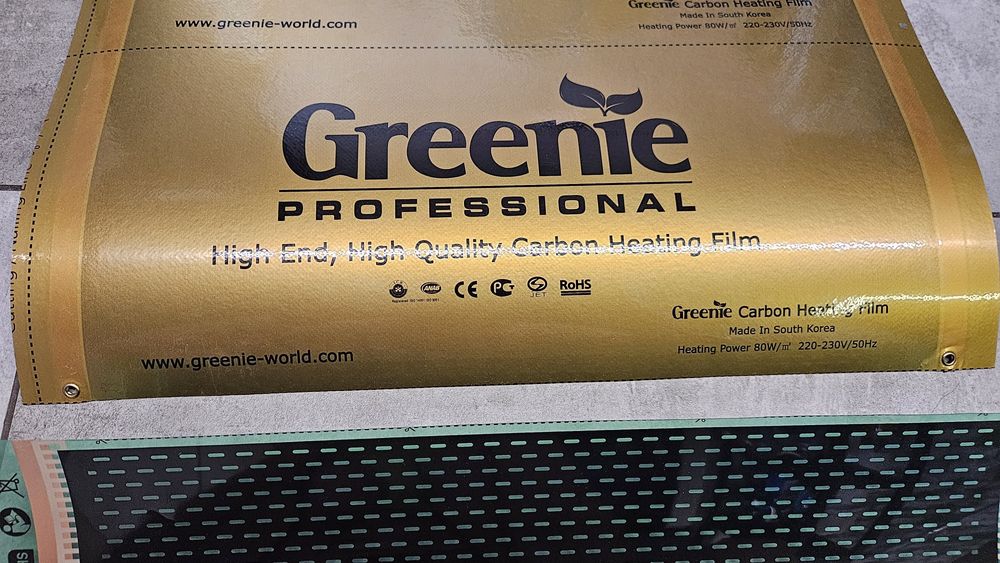 www.greenie-world.com
Greenie Carbon Heating Film
Made In South Korea
Heating Power 80W/㎡ 220-230V/50Hz
Greenie
PROFESSIONAL
High End, High Quality Carbon Heating Film
ANAB CE PC JET RoHS
Greenie Carbon Heating Film
Made In South Korea
Heating Power 80W/㎡ 220-230V/50Hz
www.greenie-world.com